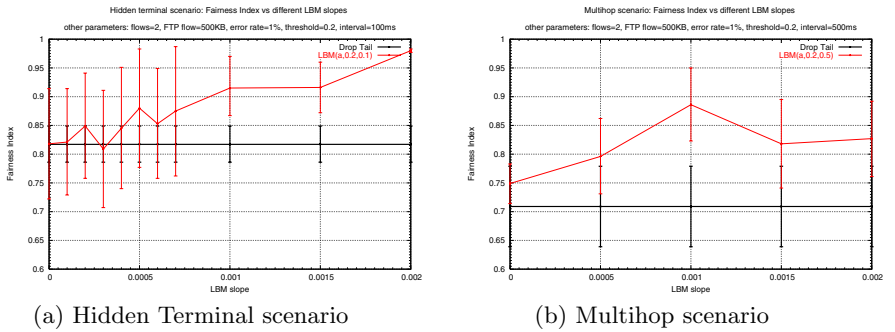 Hidden terminal scenario: Fairness Index vs different LBM slopes
other parameters: flows=2, FTP flow=500KB, error rate=1%, threshold=0.2, interval=100ms
Drop Tail
LBM(a,0.2,0.1)
1
0.95
0.9
0.85
0.8
0.75
0.7
0.65
0.6
Fairness Index
0
0.0005
0.001
0.0015
0.002
LBM slope
(a) Hidden Terminal scenario
Multihop scenario: Fairness Index vs different LBM slopes
other parameters: flows=2, FTP flow=500KB, error rate=1%, threshold=0.2, interval=500ms
Drop Tail
LBM(a,0.2,0.5)
1
0.95
0.9
0.85
0.8
0.75
0.7
0.65
0.6
Fairness Index
0
0.0005
0.001
0.0015
0.002
LBM slope
(b) Multihop scenario